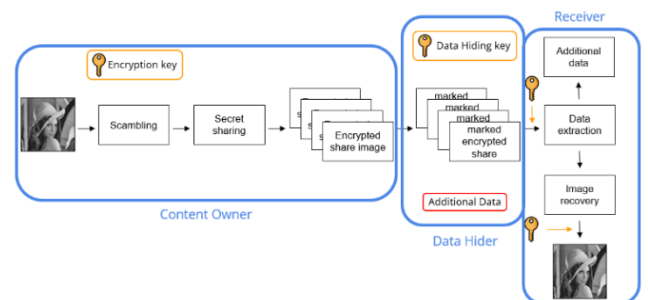 Receiver
Encryption key
Data Hiding key
Additional
data
Scambling
Secret
sharing
Encrypted
share image
marked
marked
marked
marked
encrypted
share
Data
extraction
Image
recovery
Additional Data
Content Owner
Data Hider